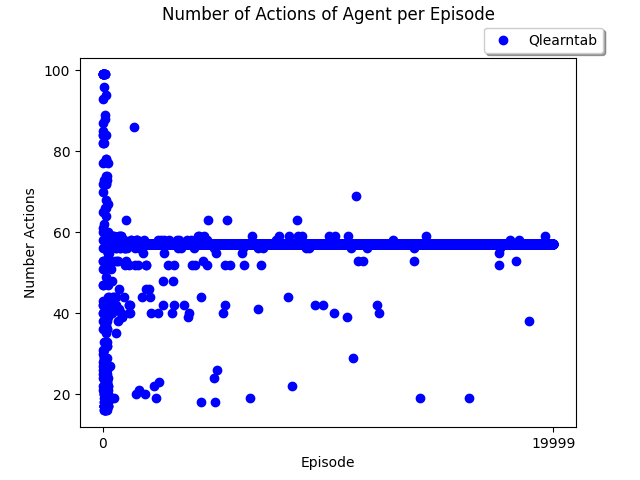 Number of Actions of Agent per Episode
Qlearntab
100
80
60
40
20
Number Actions
0
19999
Episode